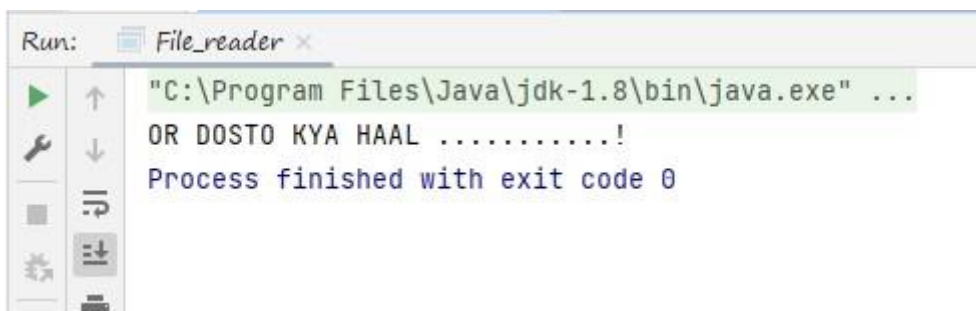 Run: File_reader ×
"C:\Program Files\Java\jdk-1.8\bin\java.exe" ...
OR DOSTO KYA HAAL ...........!
Process finished with exit code 0